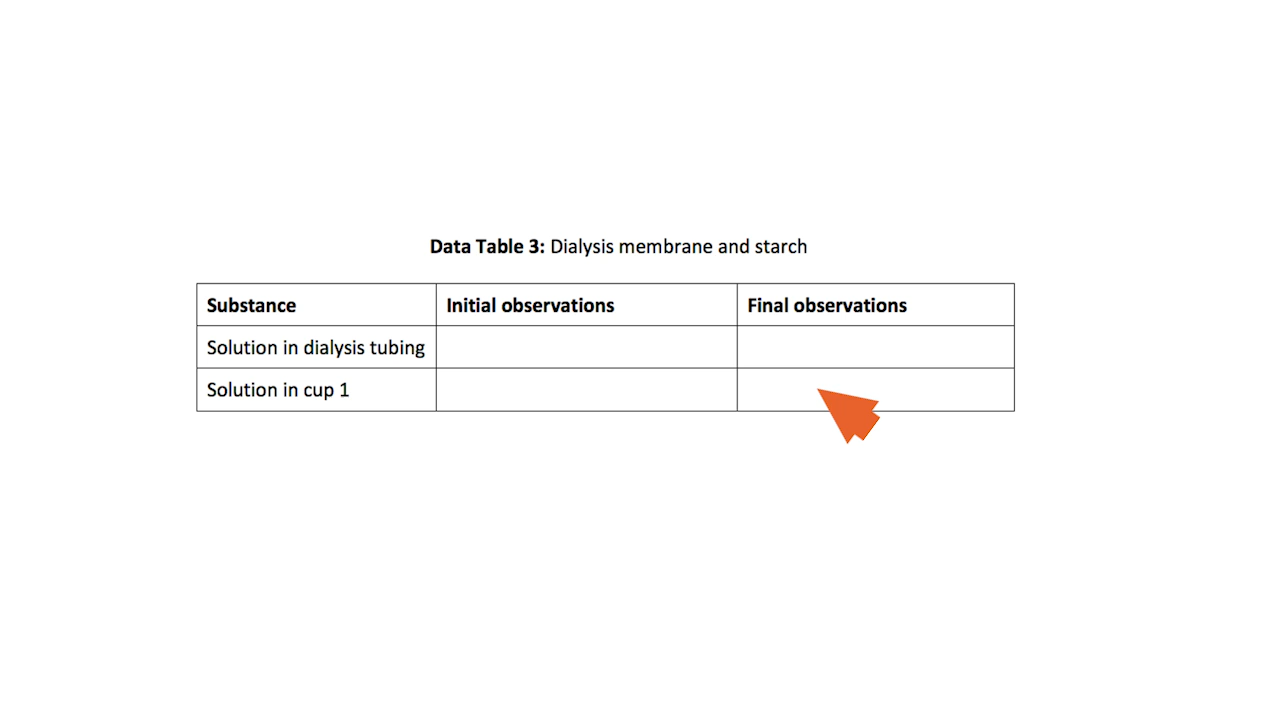 Data Table 3: Dialysis membrane and starch
Substance Initial observations Final observations
Solution in dialysis tubing
Solution in cup 1